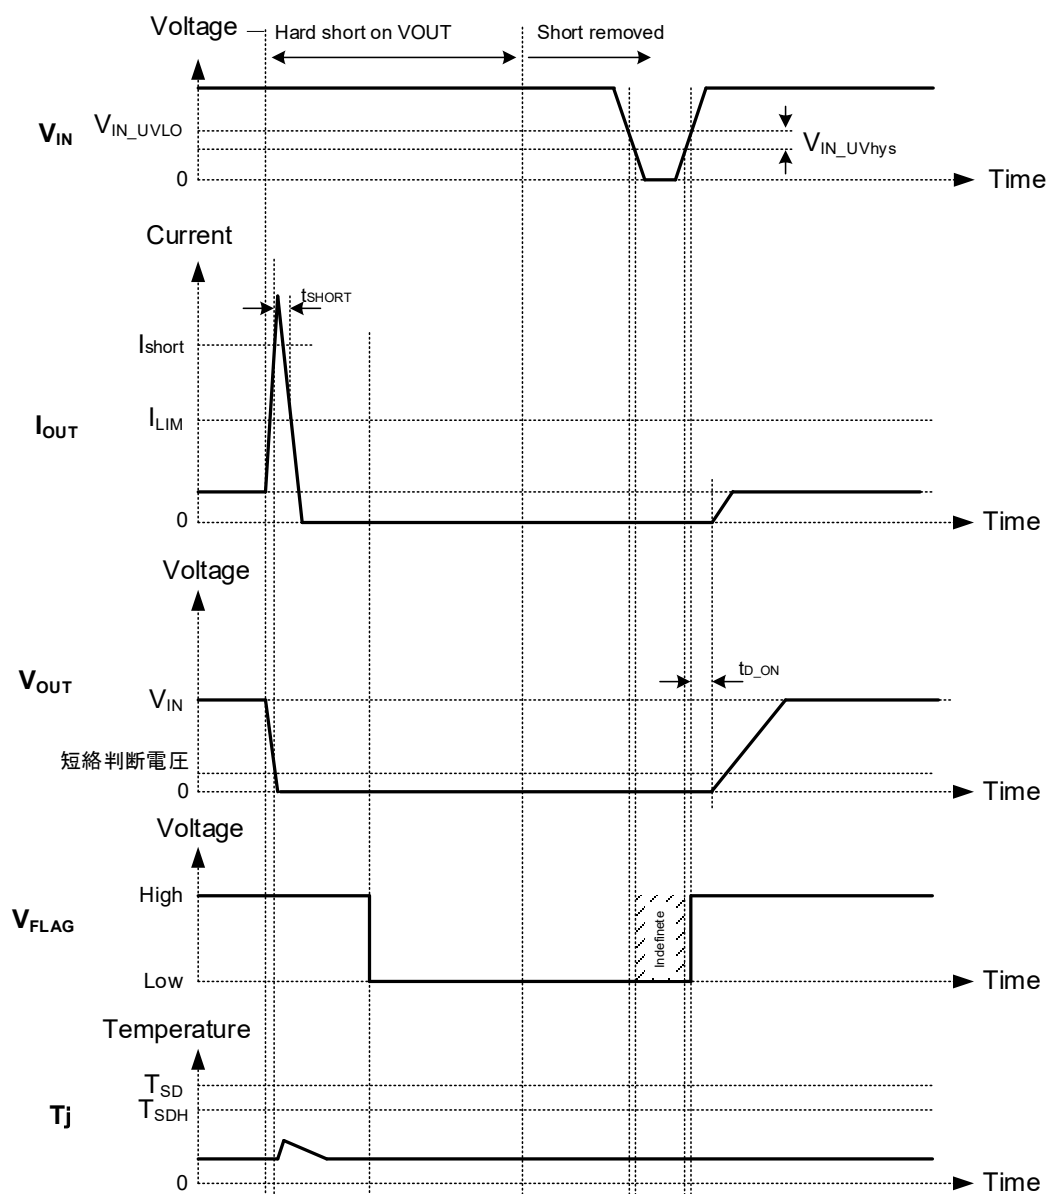 Voltage
Hard short on VOUT
Short removed
VIN
VIN_UVLO
VIN_UVhys
0
Time
Current
tSHORT
Ishort
IOUT
ILIM
0
Time
Voltage
VOUT
tD_ON
VIN
短絡判断電圧
0
Time
Voltage
High
VFLAG
Indefinete
Low
Time
Temperature
TSD
TSDH
Tj
0
Time